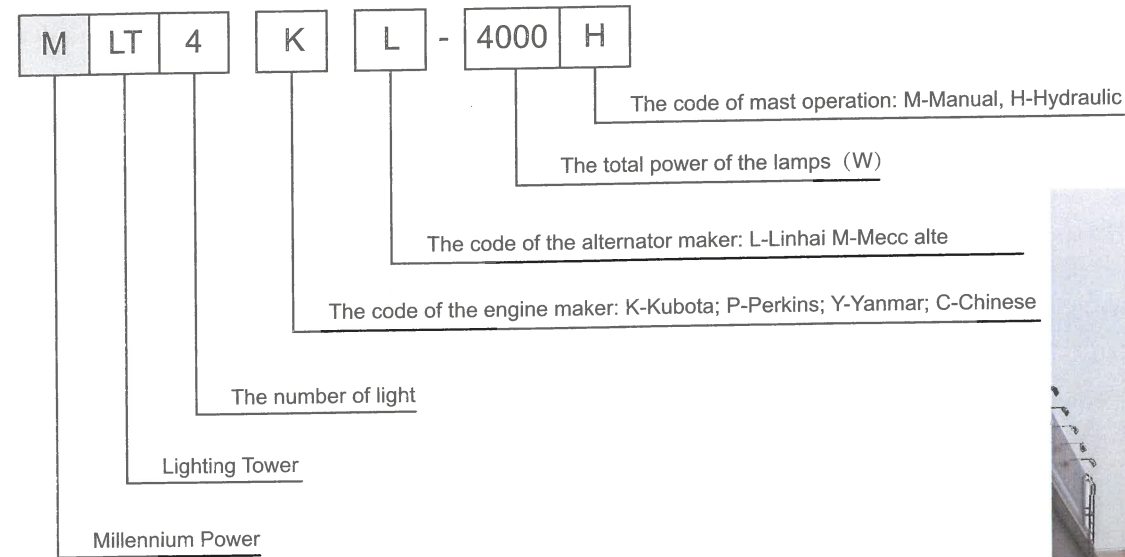 M LT 4 K L - 4000 H
The code of mast operation: M-Manual, H-Hydraulic
The total power of the lamps（W）
The code of the alternator maker: L-Linhai M-Mecc alte
The code of the engine maker: K-Kubota; P-Perkins; Y-Yanmar; C-Chinese
The number of light
Lighting Tower
Millennium Power